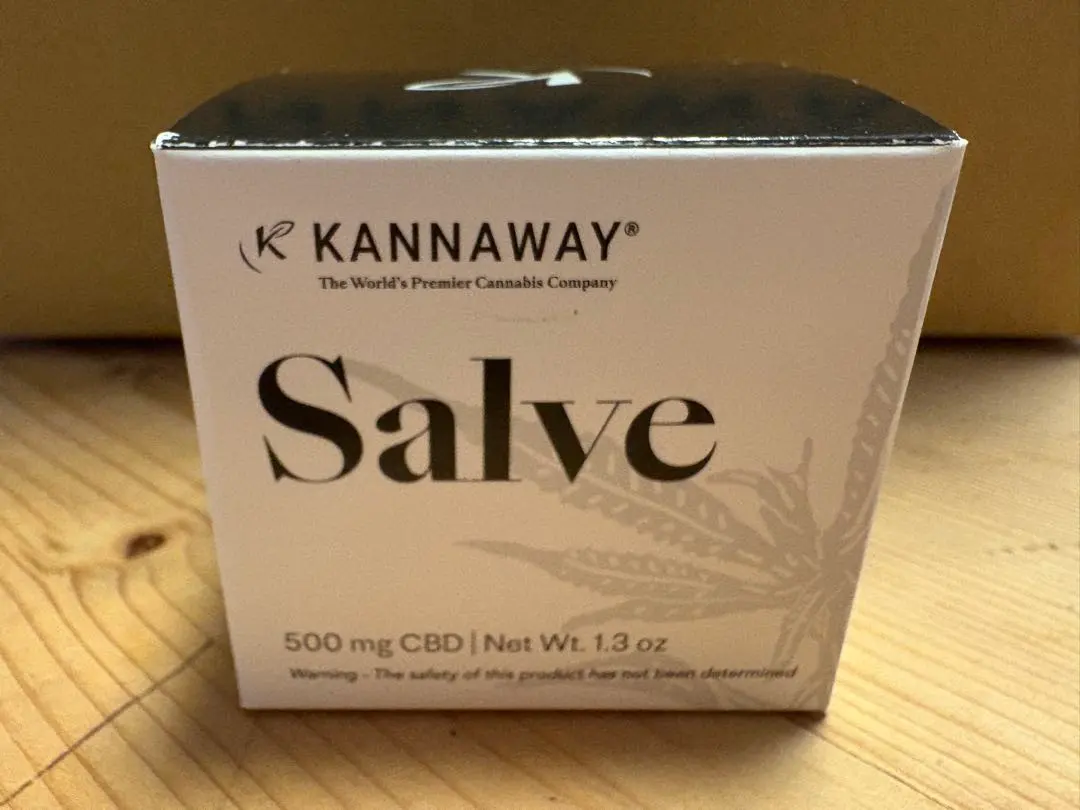 KANNAWAY®
The World's Premier Cannabis Company
Salve
500 mg CBD | Net Wt. 1.3 oz
Warning - The safety of this product has not been determined